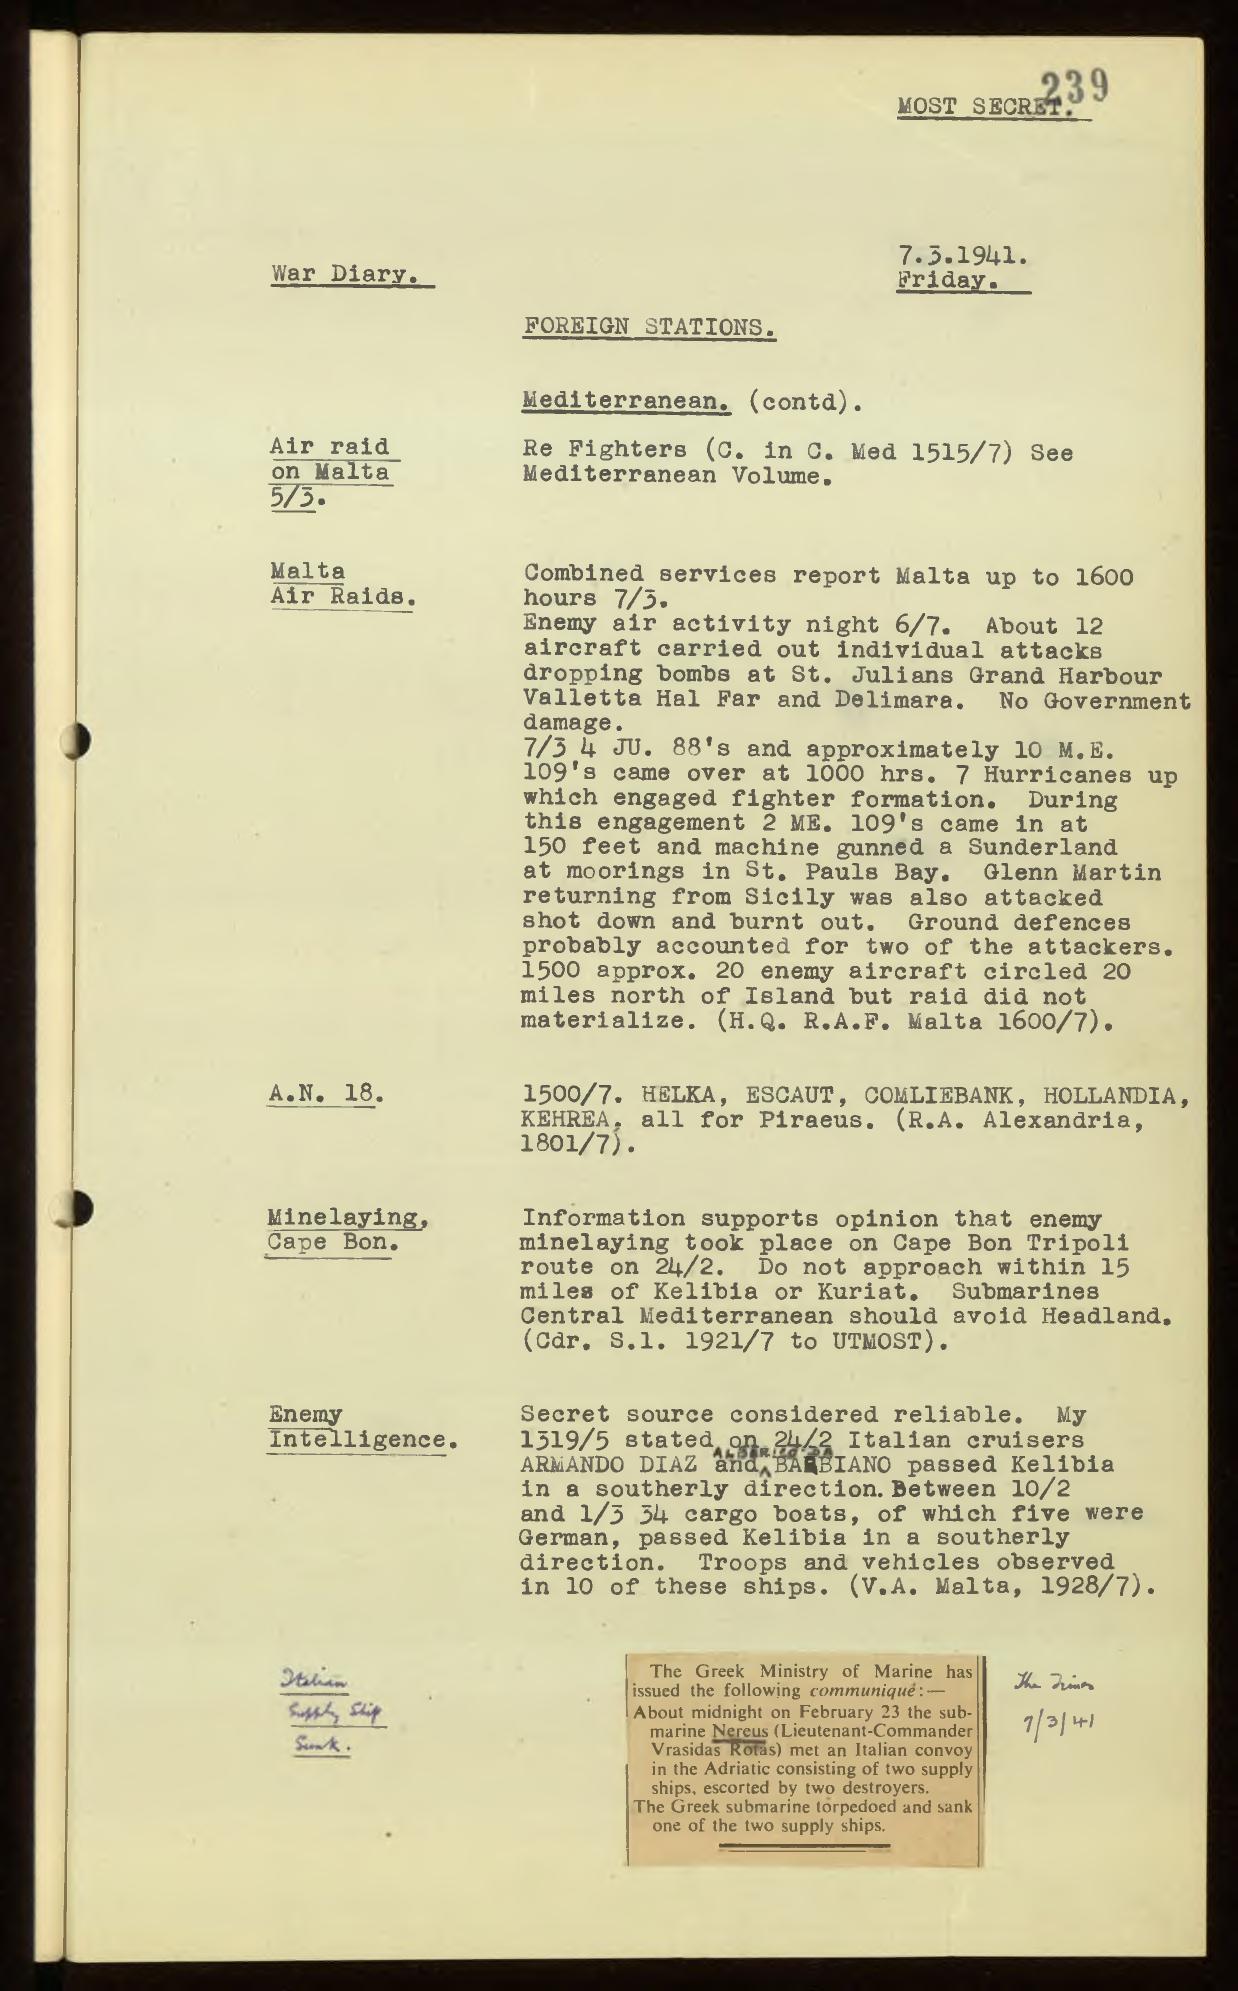 239
MOST SECRET.
7.3.1941.
War Diary.
Friday.
FOREIGN STATIONS.
Mediterranean. (contd).
Air raid
on Malta
5/3.
Re Fighters (C. in C. Med 1515/7) See
Mediterranean Volume.
Malta
Air Raids.
Combined services report Malta up to 1600
hours 7/3.
Enemy air activity night 6/7. About 12
aircraft carried out individual attacks
dropping bombs at St. Julians Grand Harbour
Valletta Hal Far and Delimara. No Government
damage.
7/3 4 JU. 88's and approximately 10 M.E.
109's came over at 1000 hrs. 7 Hurricanes up
which engaged fighter formation. During
this engagement 2 ME. 109's came in at
150 feet and machine gunned a Sunderland
at moorings in St. Pauls Bay. Glenn Martin
returning from Sicily was also attacked
shot down and burnt out. Ground defences
probably accounted for two of the attackers.
1500 approx. 20 enemy aircraft circled 20
miles north of Island but raid did not
materialize. (H.Q. R.A.F. Malta 1600/7).
A.N. 18.
1500/7. HELKA, ESCAUT, COMLIEBANK, HOLLANDIA,
KEHREA, all for Piraeus. (R.A. Alexandria,
1801/7).
Minelaying,
Cape Bon.
Information supports opinion that enemy
minelaying took place on Cape Bon Tripoli
route on 24/2. Do not approach within 15
miles of Kelibia or Kuriat. Submarines
Central Mediterranean should avoid Headland.
(Cdr. S.1. 1921/7 to UTMOST).
Enemy
Intelligence.
Secret source considered reliable. My
1319/5 stated on 24/2 Italian cruisers
ALBERICO DA
ARMANDO DIAZ and BARBIANO passed Kelibia
in a southerly direction. Between 10/2
and 1/3 34 cargo boats, of which five were
German, passed Kelibia in a southerly
direction. Troops and vehicles observed
in 10 of these ships. (V.A. Malta, 1928/7).
Italian
Supply Ship
Sunk.
The Greek Ministry of Marine has
issued the following communiqué:—
About midnight on February 23 the sub-
marine Nereus (Lieutenant-Commander
Vrasidas Rotas) met an Italian convoy
in the Adriatic consisting of two supply
ships, escorted by two destroyers.
The Greek submarine torpedoed and sank
one of the two supply ships.
The Times
7/3/41